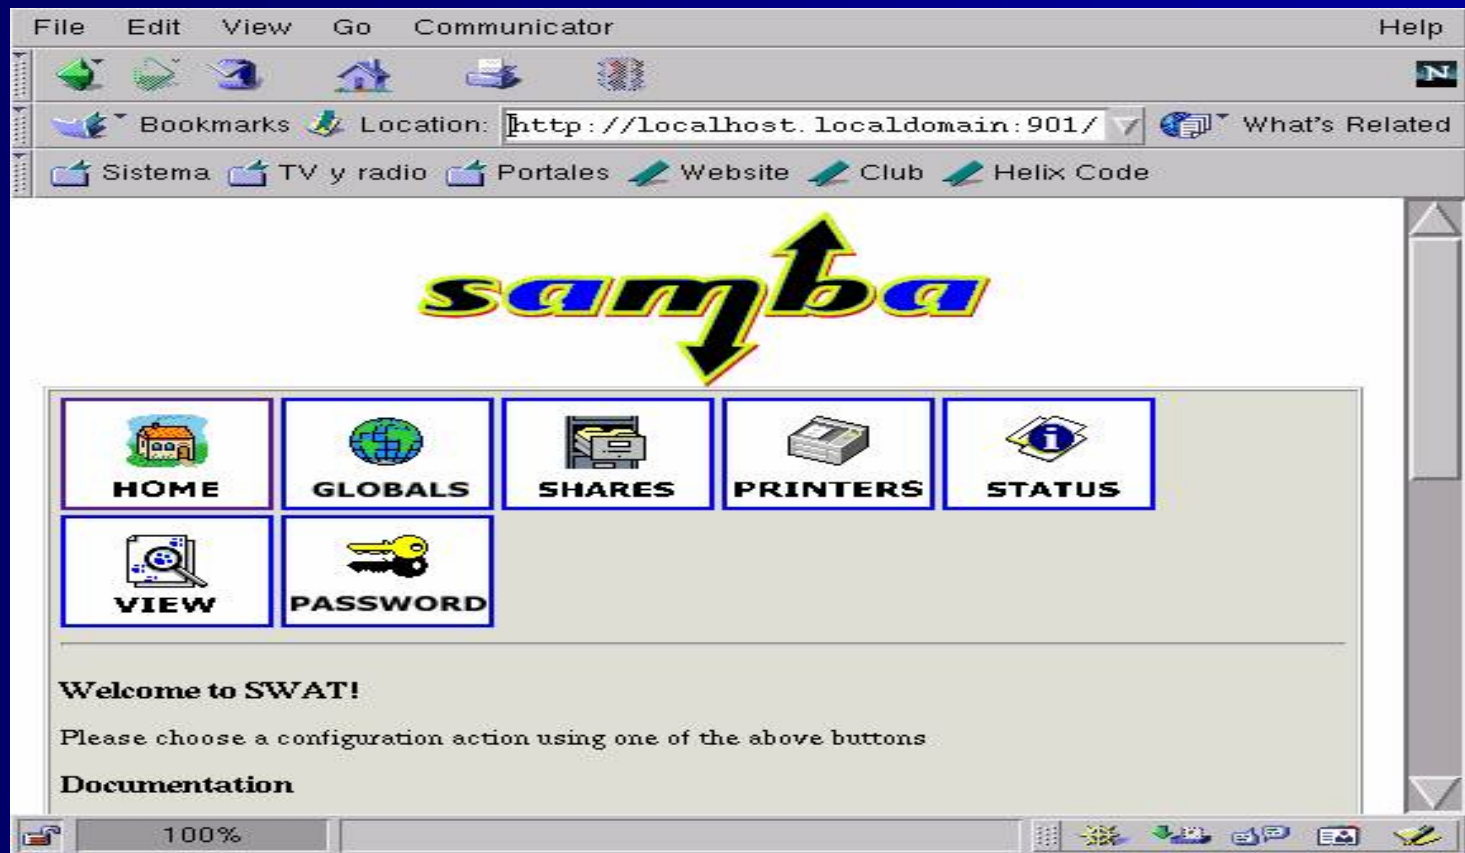 File Edit View Go Communicator Help
N
Bookmarks Location: http://localhost.localdomain:901/ What's Related
Sistema TV y radio Portales Website Club Helix Code
samba
HOME GLOBALS SHARES PRINTERS STATUS
VIEW PASSWORD
Welcome to SWAT!
Please choose a configuration action using one of the above buttons
Documentation
100%